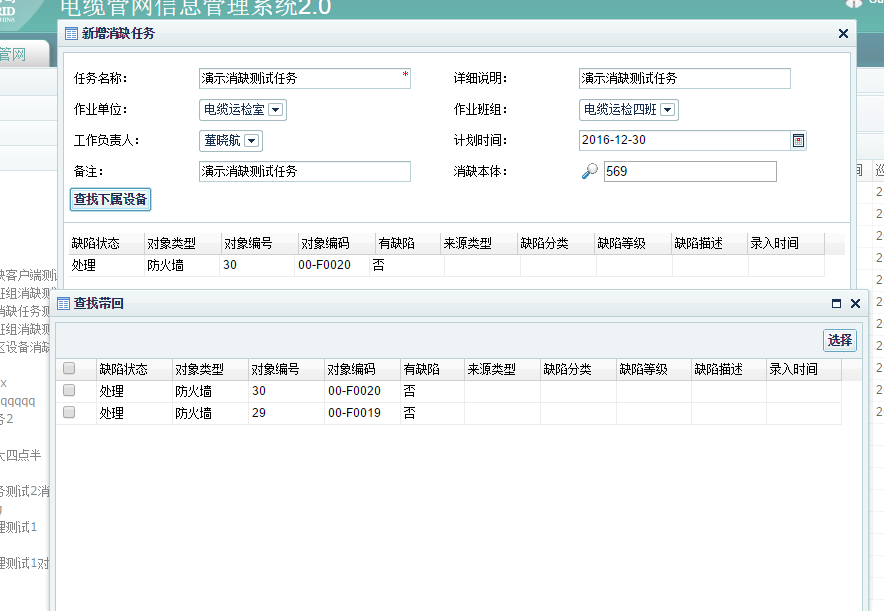 RID
CHINA
电缆管网信息管理系统2.0
管网
新增消缺任务
任务名称: 演示消缺测试任务 * 详细说明: 演示消缺测试任务
作业单位: 电缆运检室 作业班组: 电缆运检四班
工作负责人: 董晓航 计划时间: 2016-12-30
备注: 演示消缺测试任务 消缺本体: 569
查找下属设备
缺陷状态 对象类型 对象编号 对象编码 有缺陷 来源类型 缺陷分类 缺陷等级 缺陷描述 录入时间
处理 防火墙 30 00-F0020 否
缺客户端测
班组消缺测
消缺任务测
班组消缺测
区设备消缺
x
qqqqq
务2
大四点半
务测试2消
理测试1
理测试1对
查找带回
选择
缺陷状态 对象类型 对象编号 对象编码 有缺陷 来源类型 缺陷分类 缺陷等级 缺陷描述 录入时间
处理 防火墙 30 00-F0020 否
处理 防火墙 29 00-F0019 否